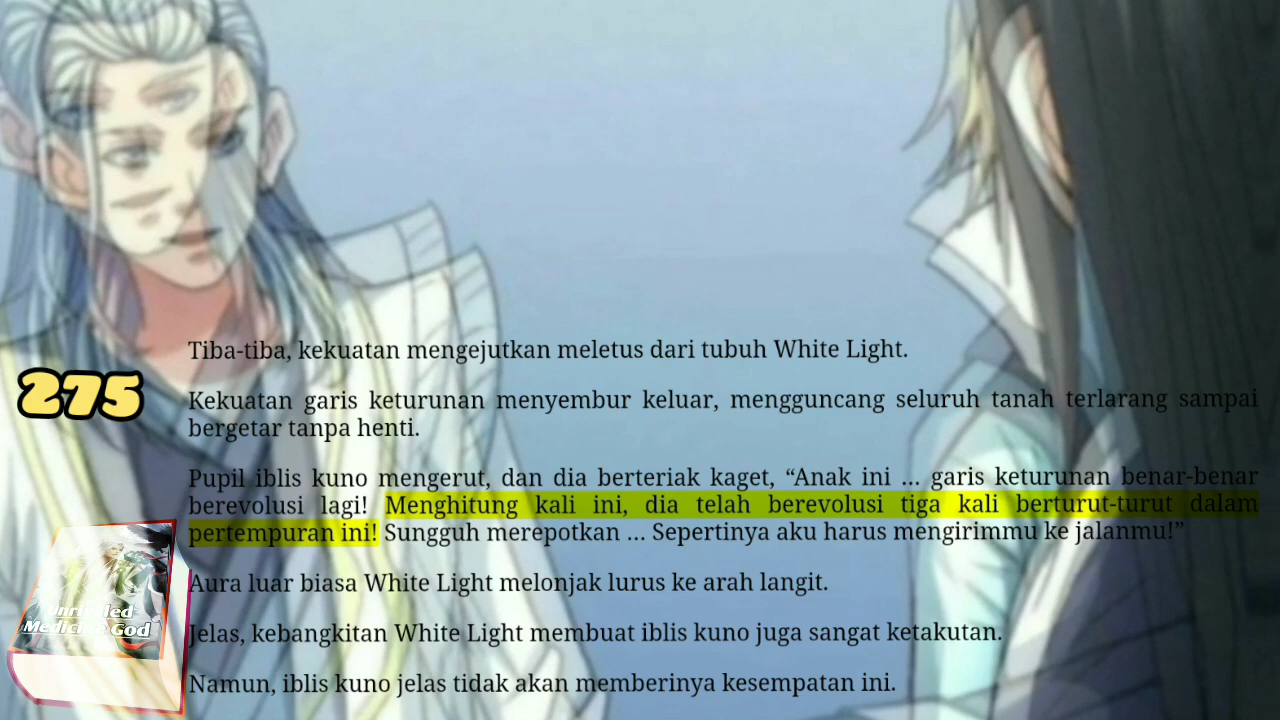 Tiba-tiba, kekuatan mengejutkan meletus dari tubuh White Light.
275
Kekuatan garis keturunan menyembur keluar, mengguncang seluruh tanah terlarang sampai
bergetar tanpa henti.
Pupil iblis kuno mengerut, dan dia berteriak kaget, “Anak ini ... garis keturunan benar-benar
berevolusi lagi! Menghitung kali ini, dia telah berevolusi tiga kali berturut-turut dalam
pertempuran ini! Sungguh merepotkan ... Sepertinya aku harus mengirimmu ke jalanmu!”
Aura luar biasa White Light melonjak lurus ke arah langit.
Jelas, kebangkitan White Light membuat iblis kuno juga sangat ketakutan.
Namun, iblis kuno jelas tidak akan memberinya kesempatan ini.
Unrivaled
Medicine God